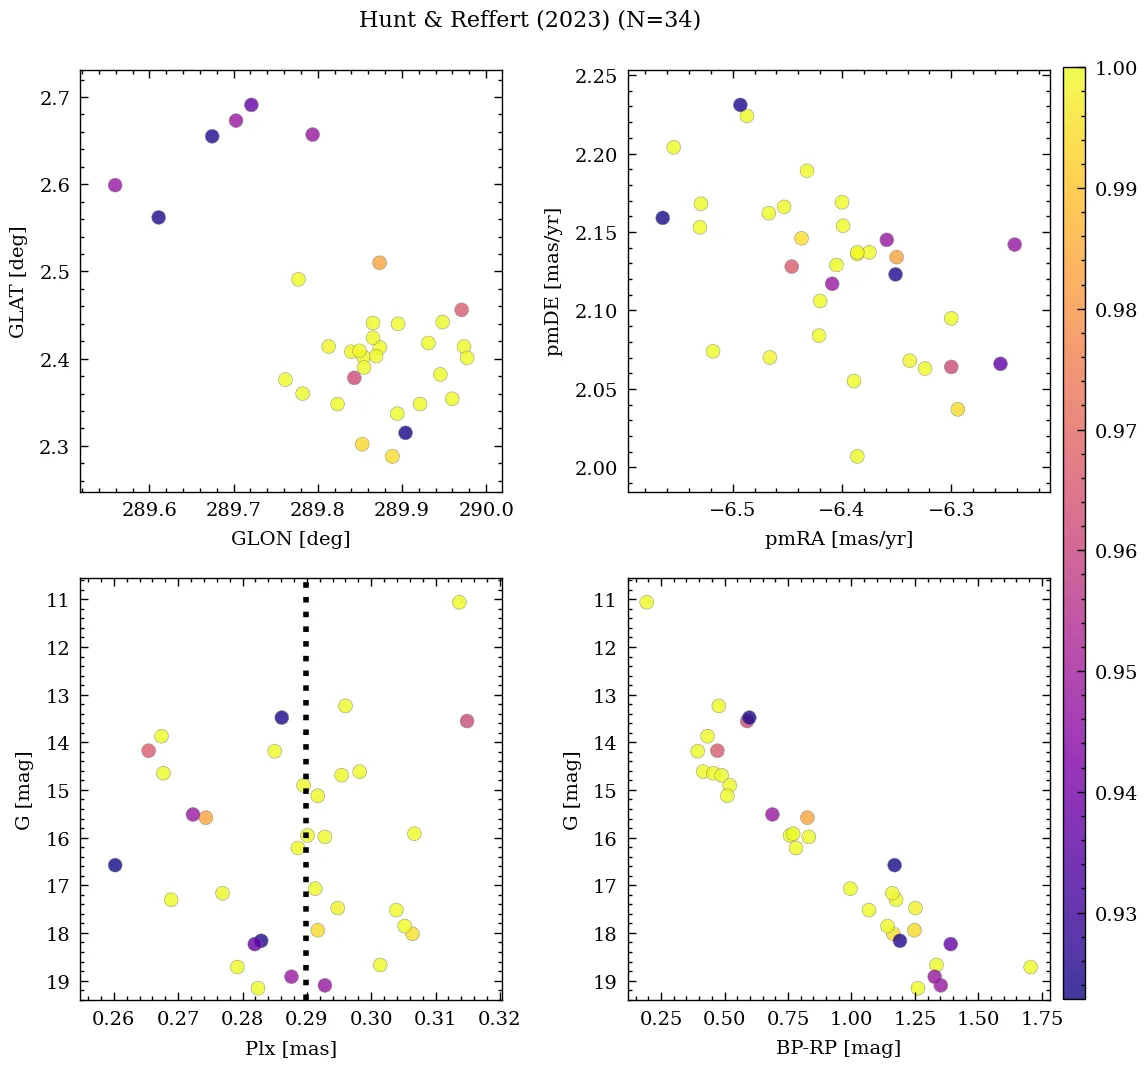 Hunt & Reffert (2023) (N=34)
2.7
2.6
2.5
2.4
2.3
GLAT [deg]
289.6 289.7 289.8 289.9 290.0
GLON [deg]
2.25
2.20
2.15
2.10
2.05
2.00
pmDE [mas/yr]
−6.5 −6.4 −6.3
pmRA [mas/yr]
11
12
13
14
15
16
17
18
19
G [mag]
0.26 0.27 0.28 0.29 0.30 0.31 0.32
Plx [mas]
11
12
13
14
15
16
17
18
19
G [mag]
0.25 0.50 0.75 1.00 1.25 1.50 1.75
BP-RP [mag]
1.00
0.99
0.98
0.97
0.96
0.95
0.94
0.93